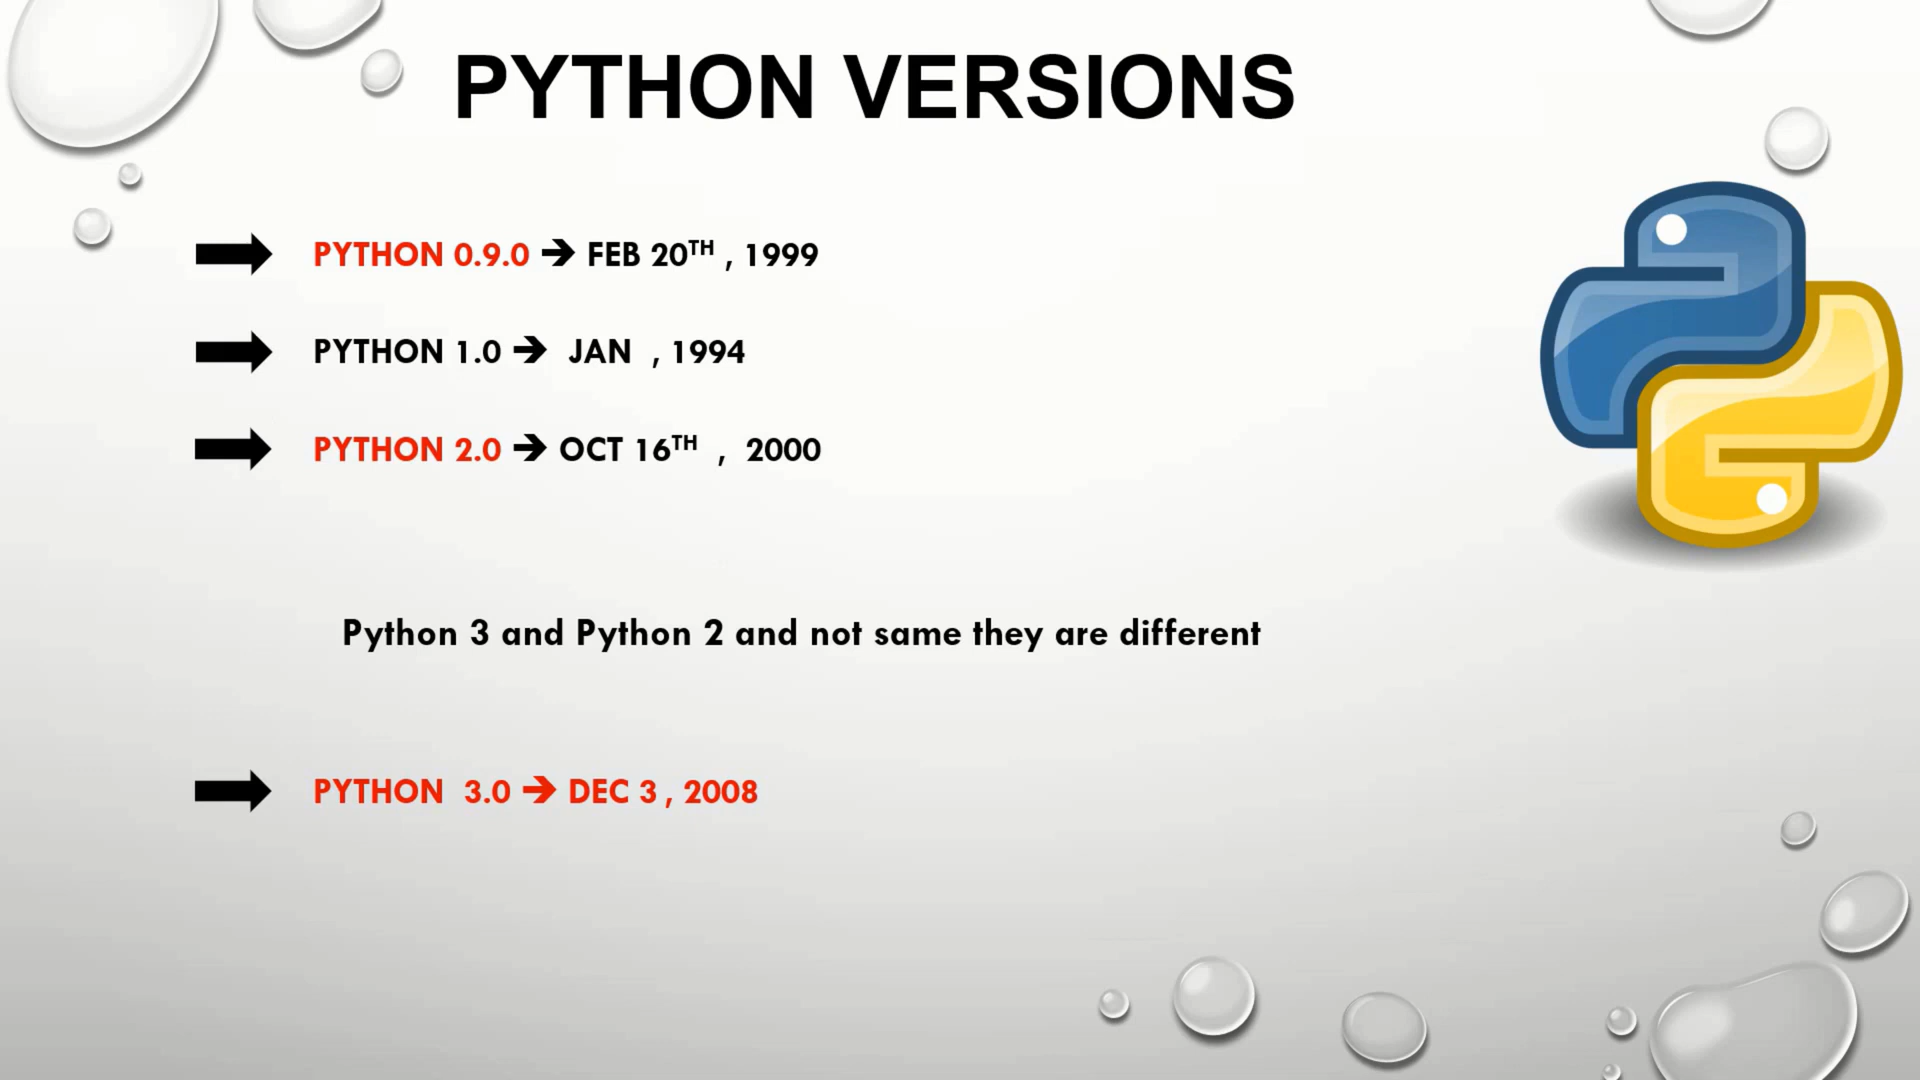 PYTHON VERSIONS
PYTHON 0.9.0 ➔ FEB 20TH , 1999
PYTHON 1.0 ➔ JAN , 1994
PYTHON 2.0 ➔ OCT 16TH , 2000
Python 3 and Python 2 and not same they are different
PYTHON 3.0 ➔ DEC 3 , 2008